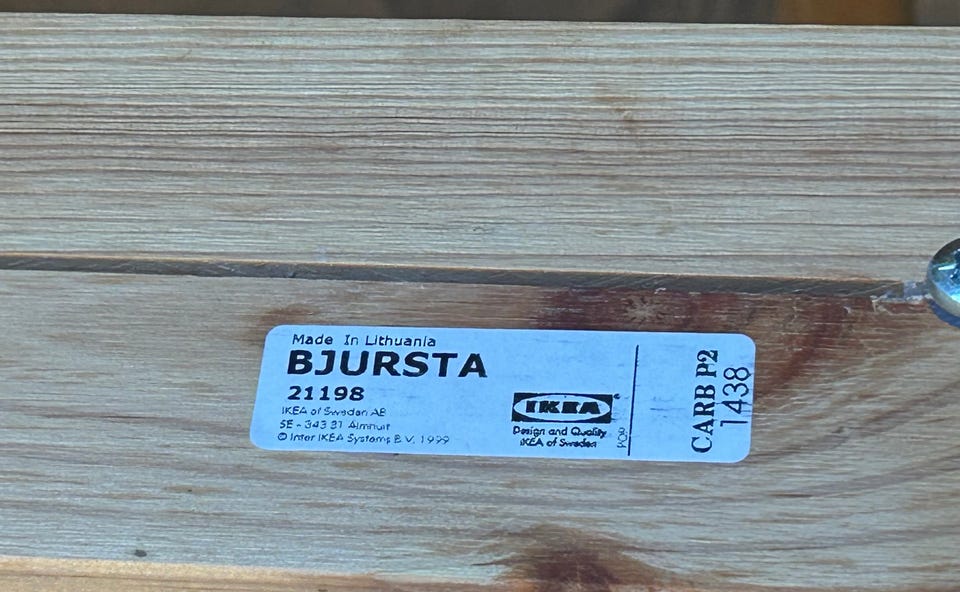 Made In Lithuania
BJURSTA
21198
IKEA of Sweden AB
SE - 343 81 Älmhult
© Inter IKEA Systems B.V. 1999
IKEA®
Design and Quality
IKEA of Sweden
CARB P2
1438